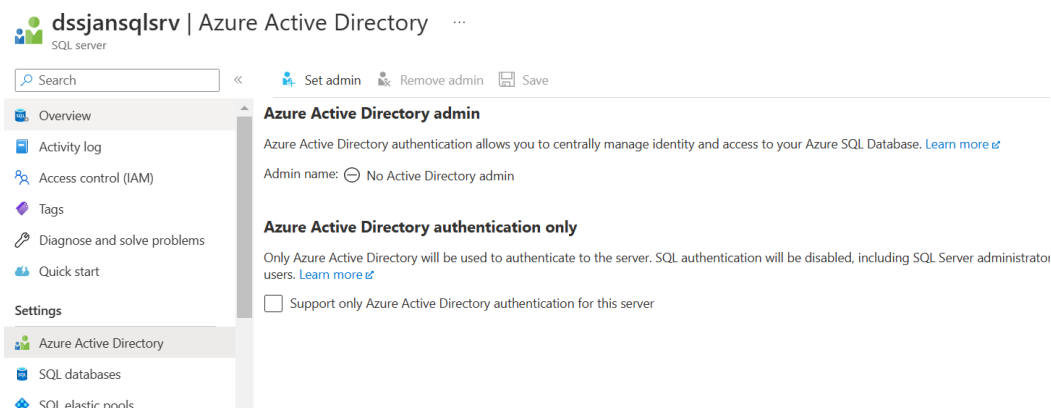 dssjansqlsrv | Azure Active Directory ...
SQL server
Search
«
Set admin
Remove admin
Save
Overview
Activity log
Access control (IAM)
Tags
Diagnose and solve problems
Quick start
Settings
Azure Active Directory
SQL databases
SQL elastic pools
Azure Active Directory admin
Azure Active Directory authentication allows you to centrally manage identity and access to your Azure SQL Database. Learn more
Admin name: No Active Directory admin
Azure Active Directory authentication only
Only Azure Active Directory will be used to authenticate to the server. SQL authentication will be disabled, including SQL Server administrator
users. Learn more
Support only Azure Active Directory authentication for this server